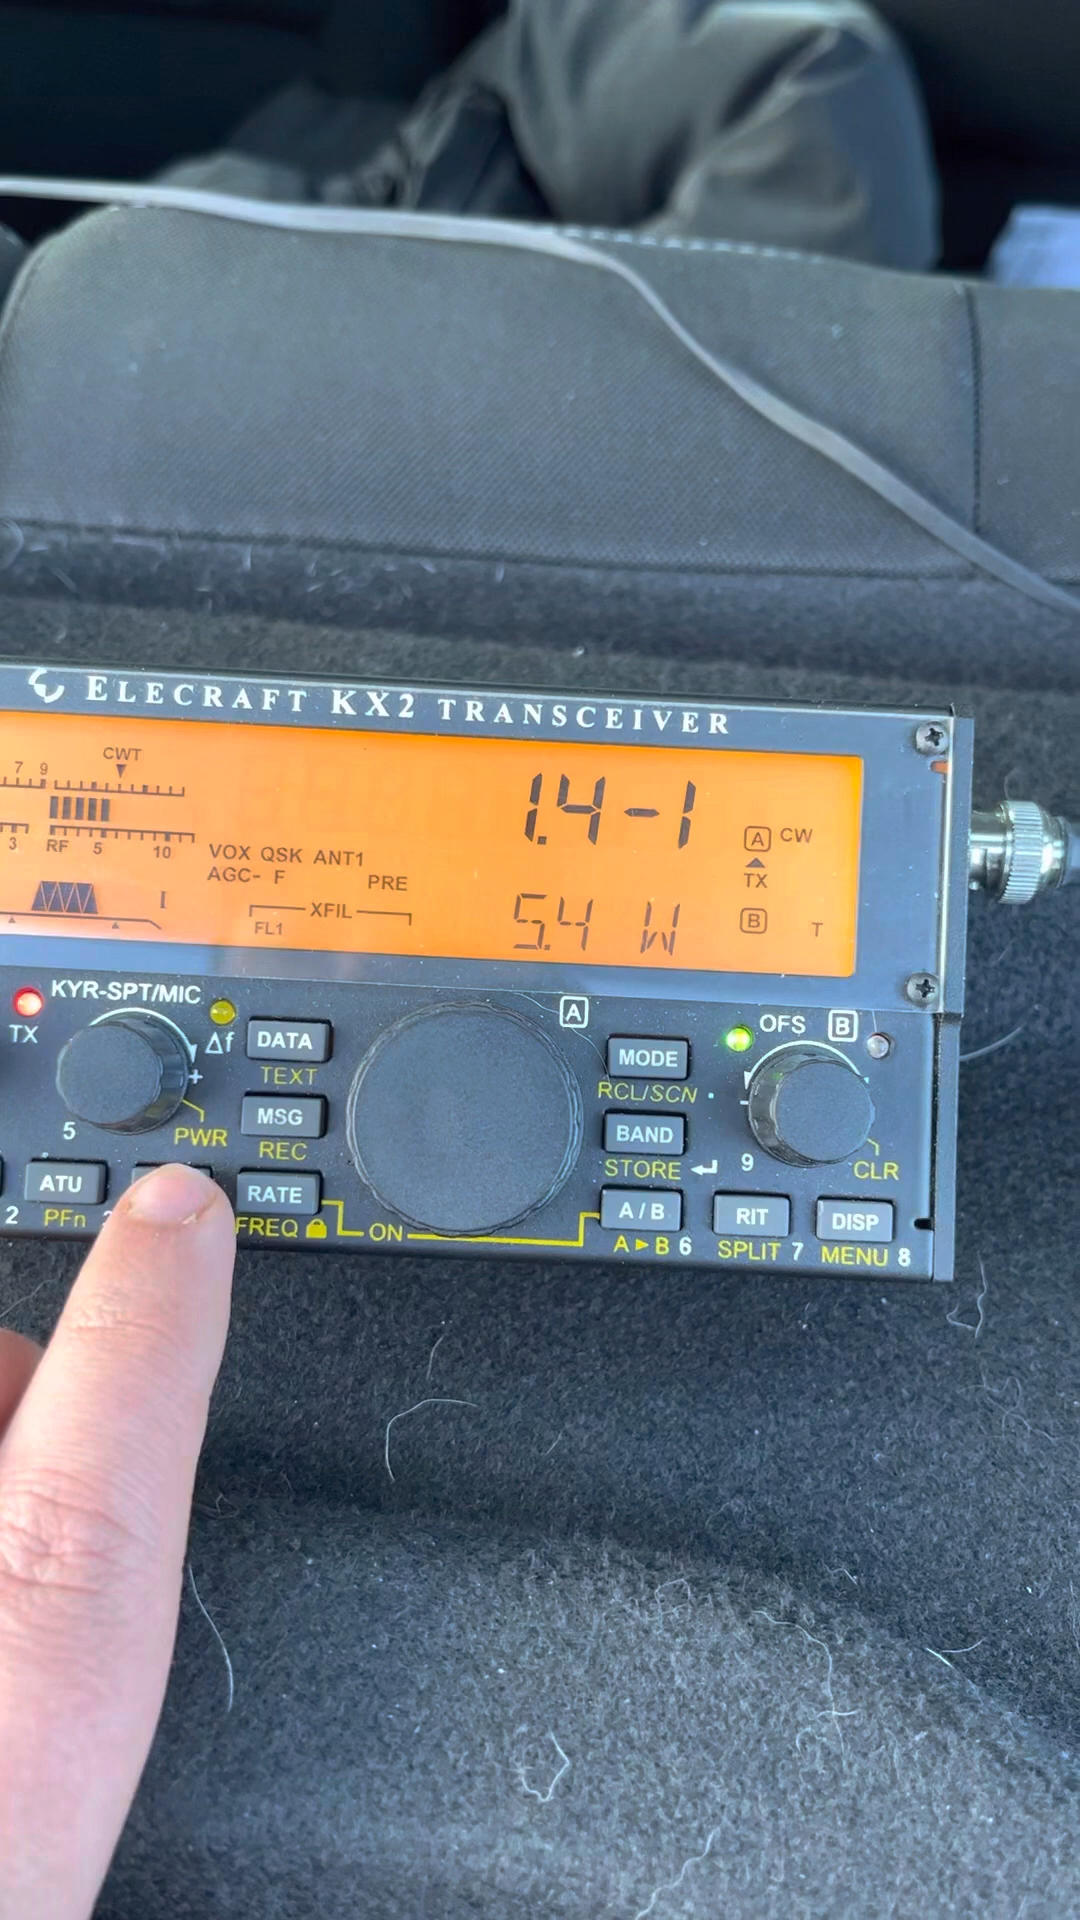 ELECRAFT KX2 TRANSCEIVER
CWT
7 9
3 RF 5 10
1.4-1
A CW
TX
VOX QSK ANT1
AGC- F PRE
XFIL
FL1
I
5.4 W
B T
KYR-SPT/MIC
TX
Δf
DATA
TEXT
A
MODE
RCL/SCN
OFS B
- +
MSG
REC
5 PWR
BAND
STORE 9 CLR
2 ATU
PFn
RATE
FREQ ON
A / B
A ► B 6
RIT
SPLIT 7
DISP
MENU 8